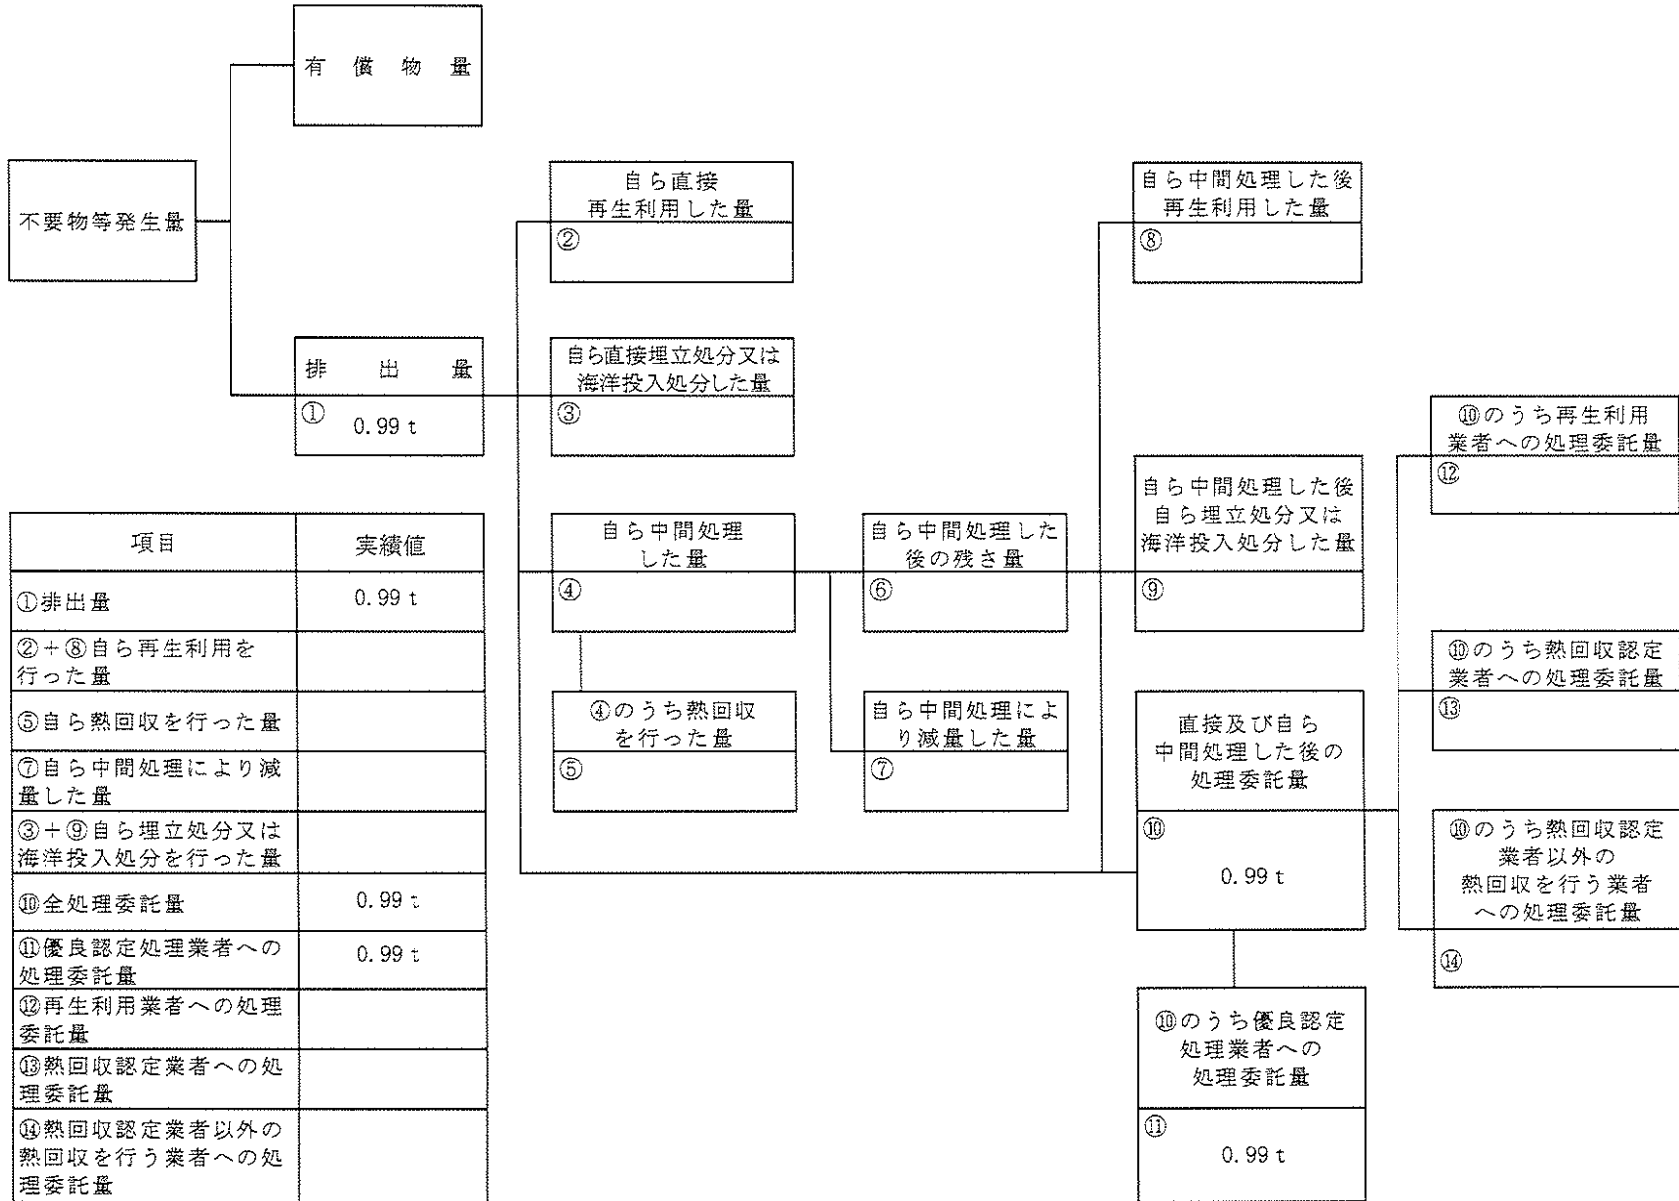 有償物量
不要物等発生量
自ら直接
再生利用した量
②
自ら中間処理した後
再生利用した量
⑧
排出量
① 0.99 t
自ら直接埋立処分又は
海洋投入処分した量
③
⑩のうち再生利用
業者への処理委託量
⑫
自ら中間処理した後
自ら埋立処分又は
海洋投入処分した量
⑨
自ら中間処理
した量
④
自ら中間処理した
後の残さ量
⑥
⑩のうち熱回収認定
業者への処理委託量
⑬
④のうち熱回収
を行った量
⑤
自ら中間処理によ
り減量した量
⑦
直接及び自ら
中間処理した後の
処理委託量
⑩
0.99 t
⑩のうち熱回収認定
業者以外の
熱回収を行う業者
への処理委託量
⑭
⑩のうち優良認定
処理業者への
処理委託量
⑪
0.99 t
項目 実績値
①排出量 0.99 t
②+⑧自ら再生利用を
行った量
⑤自ら熱回収を行った量
⑦自ら中間処理により減
量した量
③+⑨自ら埋立処分又は
海洋投入処分を行った量
⑩全処理委託量 0.99 t
⑪優良認定処理業者への
処理委託量 0.99 t
⑫再生利用業者への処理
委託量
⑬熱回収認定業者への処
理委託量
⑭熱回収認定業者以外の
熱回収を行う業者への処
理委託量